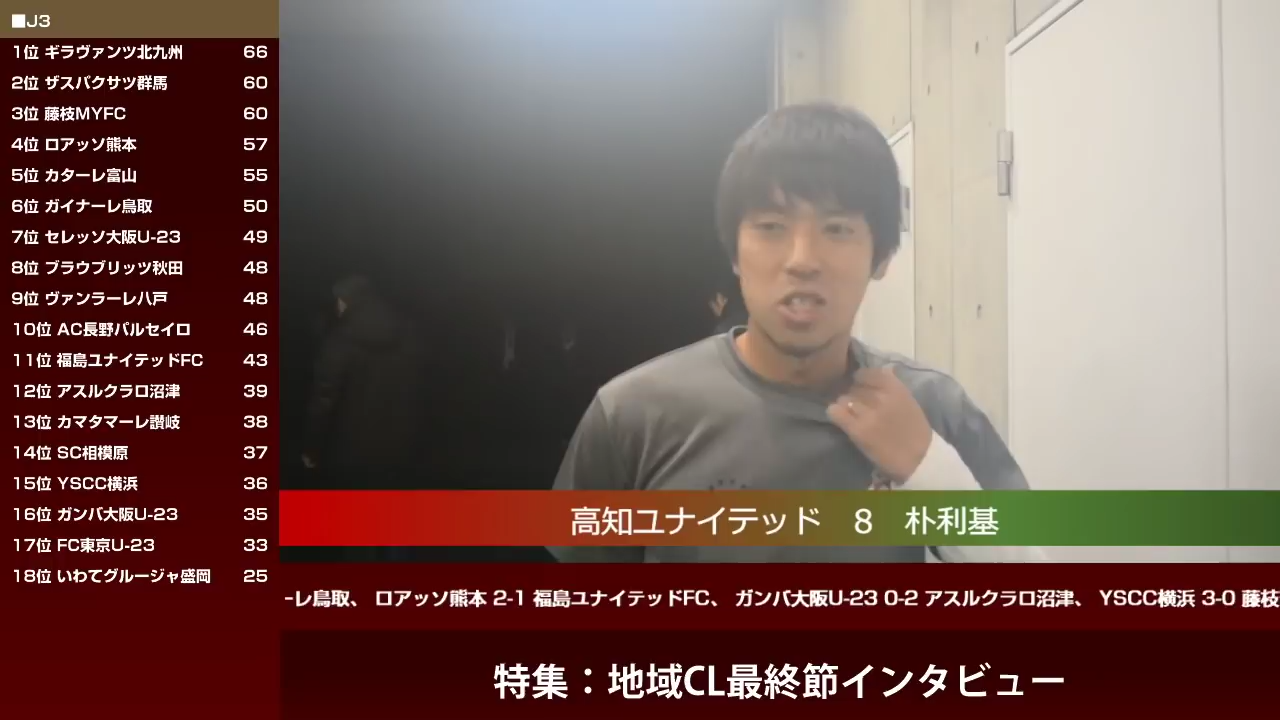 ■J3
1位 ギラヴァンツ北九州 66
2位 ザスパクサツ群馬 60
3位 藤枝MYFC 60
4位 ロアッソ熊本 57
5位 カターレ富山 55
6位 ガイナーレ鳥取 50
7位 セレッソ大阪U-23 49
8位 ブラウブリッツ秋田 48
9位 ヴァンラーレ八戸 48
10位 AC長野パルセイロ 46
11位 福島ユナイテッドFC 43
12位 アスルクラロ沼津 39
13位 カマタマーレ讃岐 38
14位 SC相模原 37
15位 YSCC横浜 36
16位 ガンバ大阪U-23 35
17位 FC東京U-23 33
18位 いわてグルージャ盛岡 25
高知ユナイテッド 8 朴利基
ーレ鳥取、 ロアッソ熊本 2-1 福島ユナイテッドFC、 ガンバ大阪U-23 0-2 アスルクラロ沼津、 YSCC横浜 3-0 藤枝
特集：地域CL最終節インタビュー